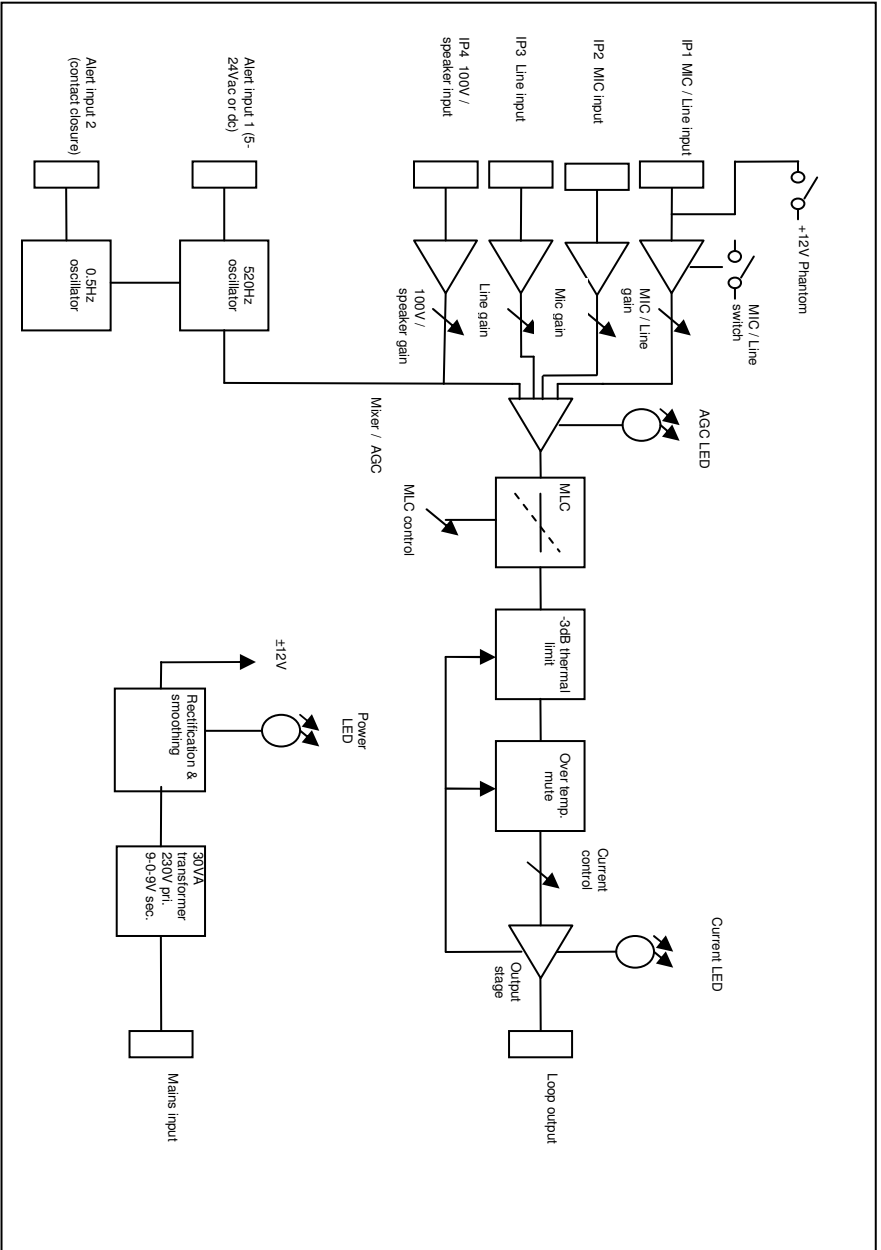 +12V Phantom
MIC / Line
switch
IP1 MIC / Line input
MIC / Line
gain
IP2  MIC input
Mic gain
IP3  Line input
Line gain
IP4  100V /
speaker input
100V /
speaker gain
Alert input 1 (5-
24Vac or dc)
520Hz
oscillator
Alert input 2
(contact closure)
0.5Hz
oscillator
AGC LED
Mixer /  AGC
MLC
MLC control
-3dB thermal
limit
Over temp.
mute
Current
control
Current LED
Output
stage
Loop output
±12V
Power
LED
Rectification &
smoothing
30VA
transformer
230V pri.
9-0-9V sec.
Mains input